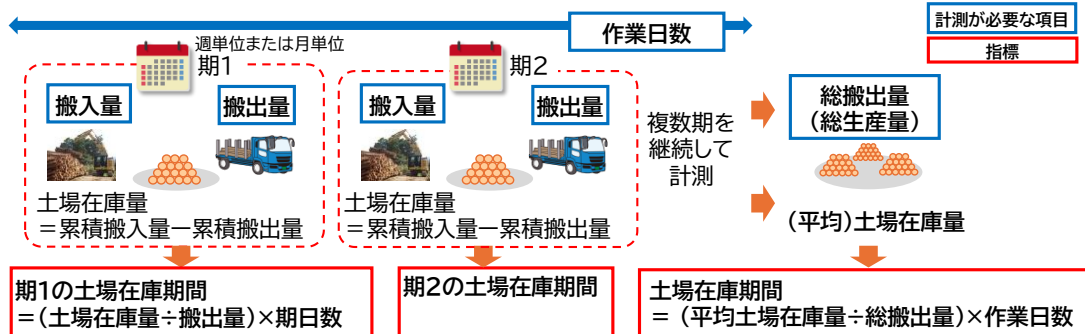 作業日数
計測が必要な項目
指標
週単位または月単位
期1
搬入量
搬出量
土場在庫量
＝累積搬入量ー累積搬出量
期2
搬入量
搬出量
土場在庫量
＝累積搬入量ー累積搬出量
複数期を
継続して
計測
総搬出量
（総生産量）
(平均)土場在庫量
期1の土場在庫期間
＝(土場在庫量÷搬出量)×期日数
期2の土場在庫期間
土場在庫期間
＝ (平均土場在庫量÷総搬出量)×作業日数